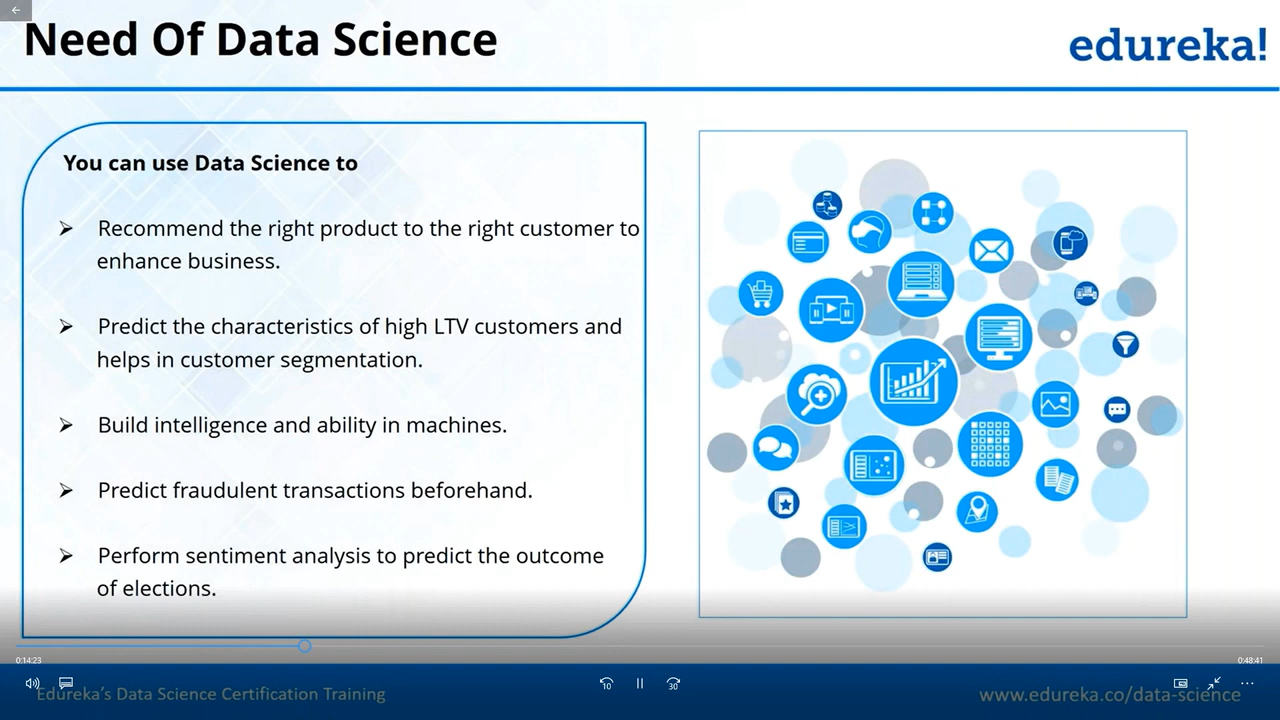 Need Of Data Science
edureka!
You can use Data Science to
➢ Recommend the right product to the right customer to
enhance business.
➢ Predict the characteristics of high LTV customers and
helps in customer segmentation.
➢ Build intelligence and ability in machines.
➢ Predict fraudulent transactions beforehand.
➢ Perform sentiment analysis to predict the outcome
of elections.
0:14:23
0:48:41
10
30
Edureka's Data Science Certification Training
www.edureka.co/data-science